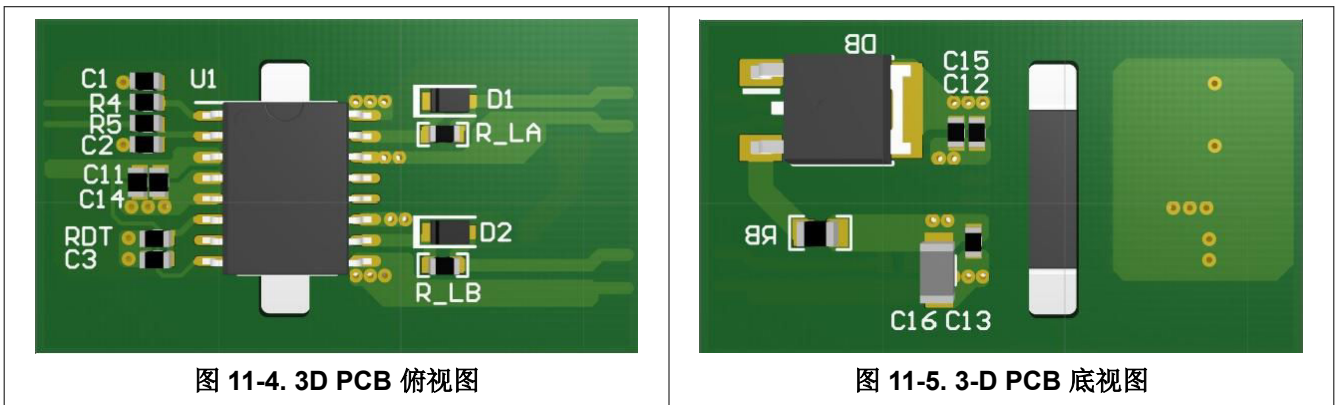 C1
U1
R4
R5
C2
C11
C14
RDT
C3
D1
R_LA
D2
R_LB
图 11-4. 3D PCB 俯视图
DB
C15
C12
RB
C16 C13
图 11-5. 3-D PCB 底视图